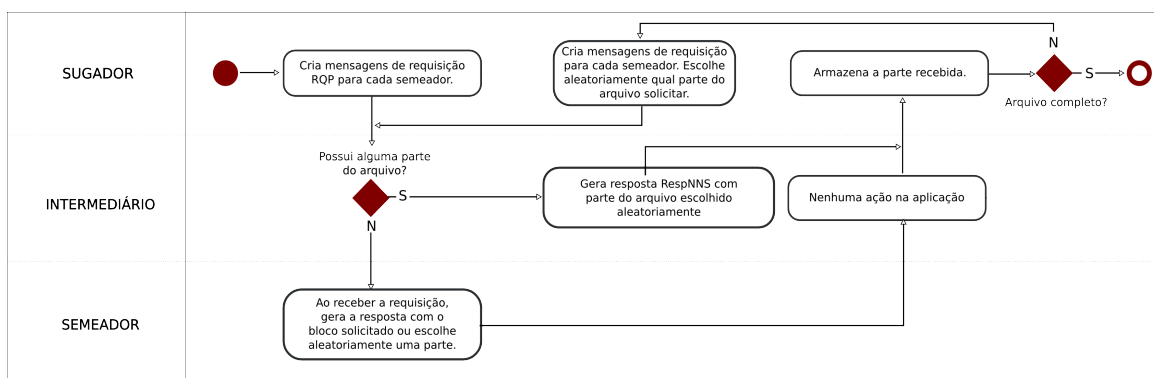 SUGADOR
Cria mensagens de requisição
RQP para cada semeador.
Cria mensagens de requisição
para cada semeador. Escolhe
aleatoriamente qual parte do
arquivo solicitar.
Armazena a parte recebida.
N
S
Arquivo completo?
INTERMEDIÁRIO
Possui alguma parte
do arquivo?
S
N
Gera resposta RespNNS com
parte do arquivo escolhido
aleatoriamente
Nenhuma ação na aplicação
SEMEADOR
Ao receber a requisição,
gera a resposta com o
bloco solicitado ou escolhe
aleatoriamente uma parte.